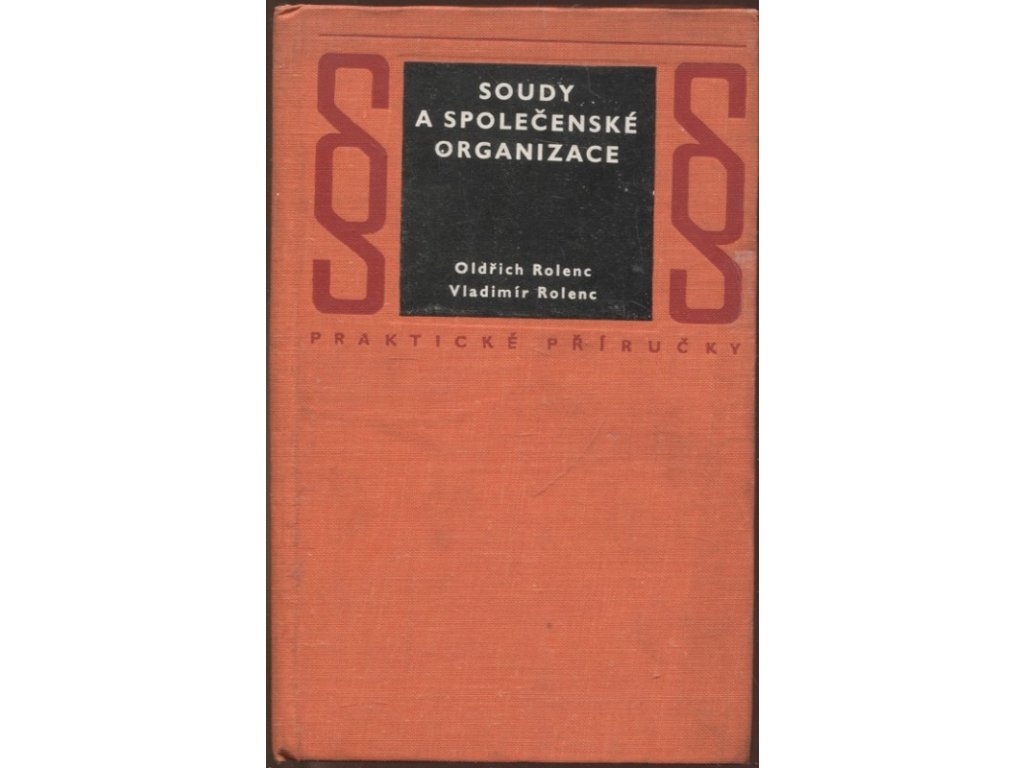 § §
SOUDY
A SPOLEČENSKÉ
ORGANIZACE
Oldřich Rolenc
Vladimír Rolenc
PRAKTICKÉ PŘÍRUČKY